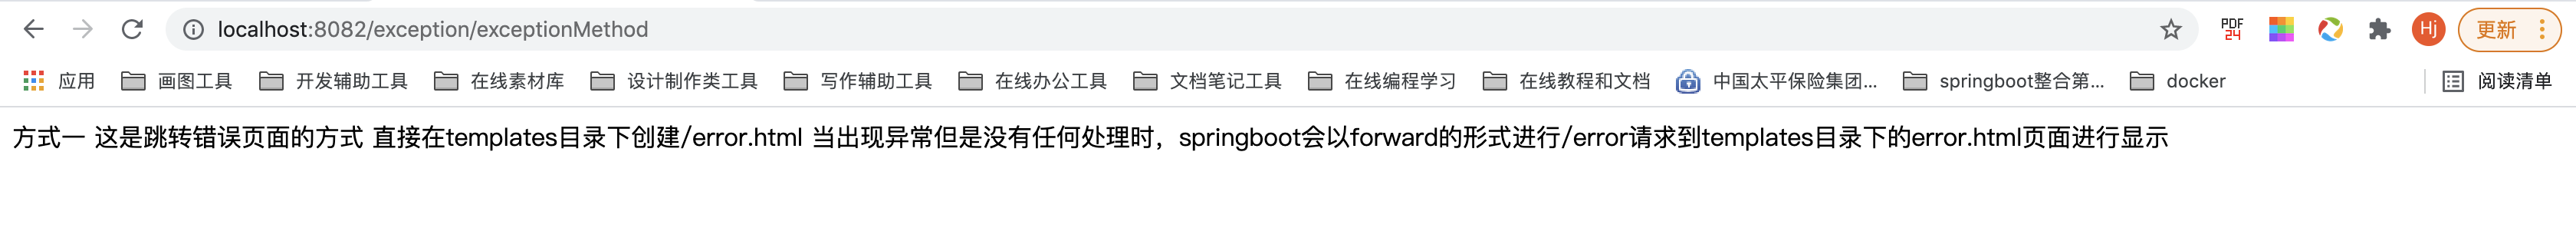 localhost:8082/exception/exceptionMethod PDF 24 Hj 更新
应用 画图工具 开发辅助工具 在线素材库 设计制作类工具 写作辅助工具 在线办公工具 文档笔记工具 在线编程学习 在线教程和文档 中国太平保险集团... springboot整合第... docker 阅读清单
方式一 这是跳转错误页面的方式 直接在templates目录下创建/error.html 当出现异常但是没有任何处理时，springboot会以forward的形式进行/error请求到templates目录下的error.html页面进行显示